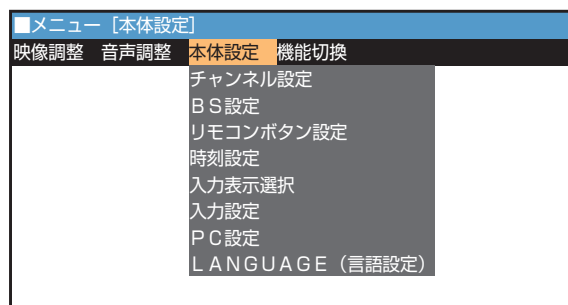 ■メニュー［本体設定］
映像調整 音声調整 本体設定 機能切換
チャンネル設定
ＢＳ設定
リモコンボタン設定
時刻設定
入力表示選択
入力設定
ＰＣ設定
ＬＡＮＧＵＡＧＥ（言語設定）